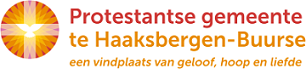 Protestantse gemeente
te Haaksbergen-Buurse
een vindplaats van geloof, hoop en liefde